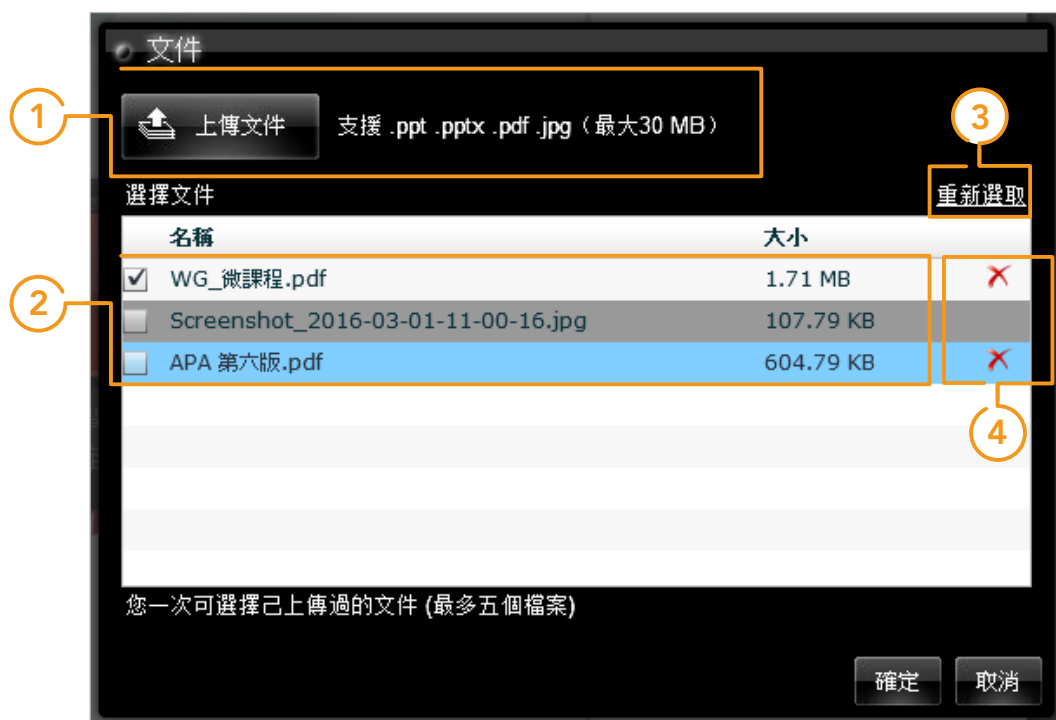 文件
1
上傳文件 支援 .ppt .pptx .pdf .jpg（最大30 MB）
3
選擇文件 重新選取
名稱 大小
2
WG_微課程.pdf 1.71 MB
Screenshot_2016-03-01-11-00-16.jpg 107.79 KB
APA 第六版.pdf 604.79 KB
4
您一次可選擇己上傳過的文件 (最多五個檔案)
確定 取消